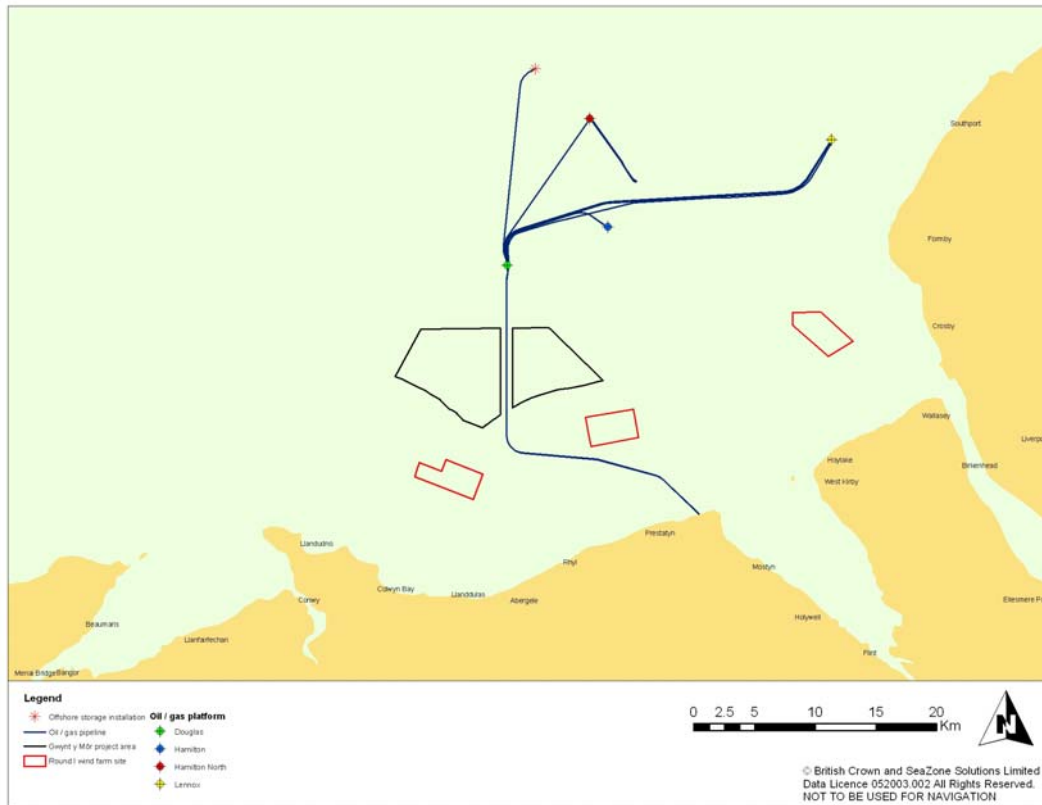 Southport
Formby
Crosby
Wallasey
Liverp
Hoylake
Birkenhead
West Kirby
Prestatyn
Llandudno
Rhyl
Mostyn
Colwyn Bay
Llanddulas
Abergele
Conwy
Ellesmere P
Holywell
Beaumaris
Llanfairfechan
Flint
Menai Bridge Bangor
Legend
Offshore storage installation
Oil / gas pipeline
Gwynt y Môr project area
Round I wind farm site
Oil / gas platform
Douglas
Hamilton
Hamilton North
Lennox
0 2.5 5 10 15 20
Km
N
© British Crown and SeaZone Solutions Limited
Data Licence 052003.002 All Rights Reserved.
NOT TO BE USED FOR NAVIGATION